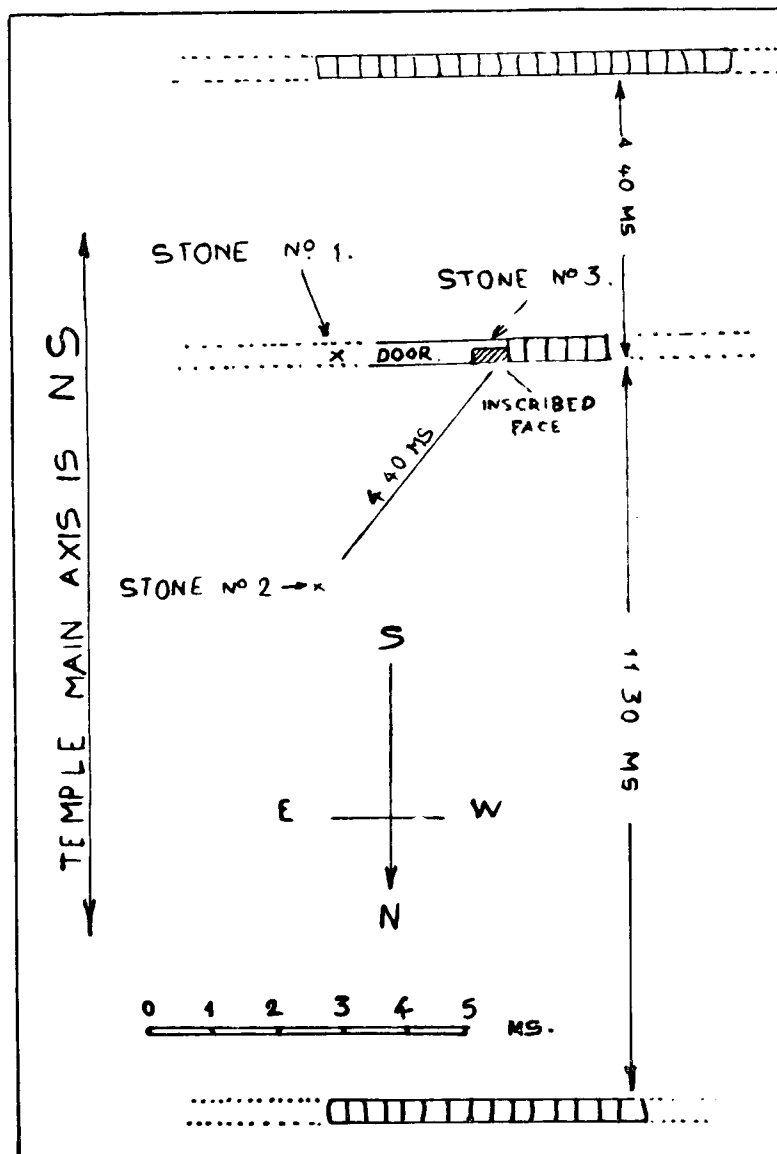 4 40 MS
STONE Nº 1.
STONE Nº 3.
DOOR
x
INSCRIBED
FACE
4 40 MS
STONE Nº 2 → x
TEMPLE MAIN AXIS IS NS
S
E W
N
11 30 MS
0 1 2 3 4 5 MS.